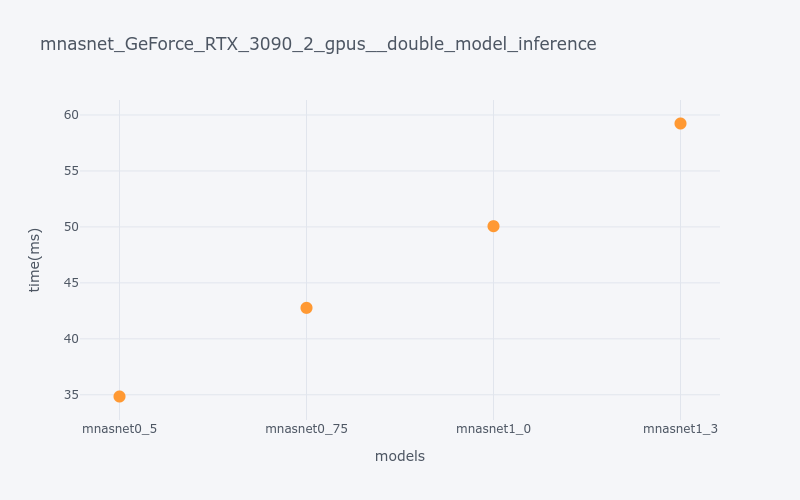 mnasnet_GeForce_RTX_3090_2_gpus__double_model_inference
60
55
50
45
40
35
time(ms)
mnasnet0_5 mnasnet0_75 mnasnet1_0 mnasnet1_3
models